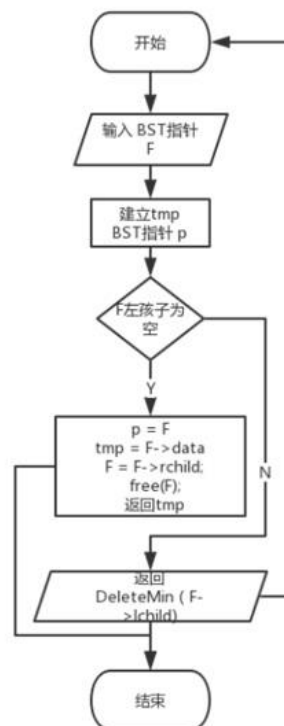 开始
输入 BST指针
F
建立tmp
BST指针 p
F左孩子为
空
Y
p = F
tmp = F->data
F = F->rchild;
free(F);
返回tmp
N
返回
DeleteMin ( F-
>lchild)
结束